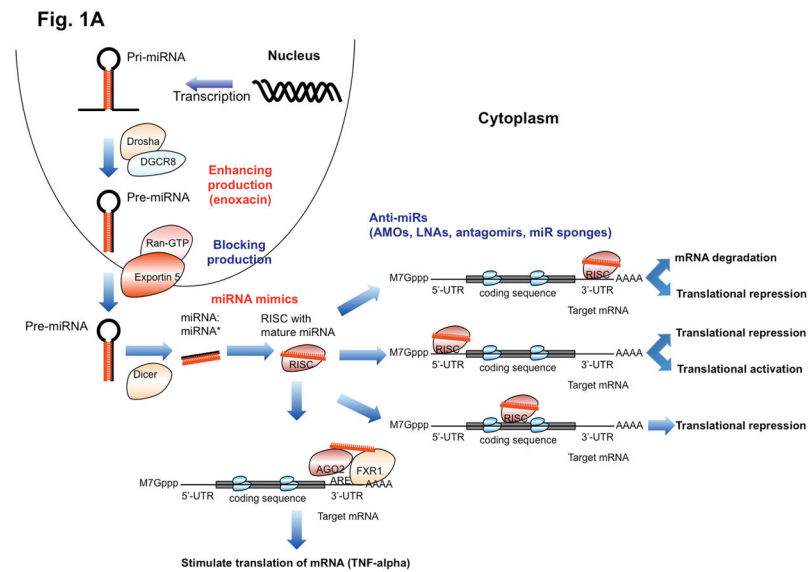 Fig. 1A
Pri-miRNA
Nucleus
Transcription
Drosha
DGCR8
Cytoplasm
Enhancing
production
(enoxacin)
Pre-miRNA
Ran-GTP
Exportin 5
Blocking
production
Anti-miRs
(AMOs, LNAs, antagomirs, miR sponges)
miRNA mimics
Pre-miRNA
miRNA:
miRNA*
RISC with
mature miRNA
Dicer
RISC
M7Gppp
RISC
AAAA
5’-UTR
coding sequence
3’-UTR
Target mRNA
mRNA degradation
Translational repression
M7Gppp
RISC
AAAA
5’-UTR
coding sequence
3’-UTR
Target mRNA
Translational repression
Translational activation
M7Gppp
RISC
AAAA
5’-UTR
coding sequence
3’-UTR
Target mRNA
Translational repression
AGO2
FXR1
ARE
M7Gppp
AAAA
5’-UTR
coding sequence
3’-UTR
Target mRNA
Stimulate translation of mRNA (TNF-alpha)